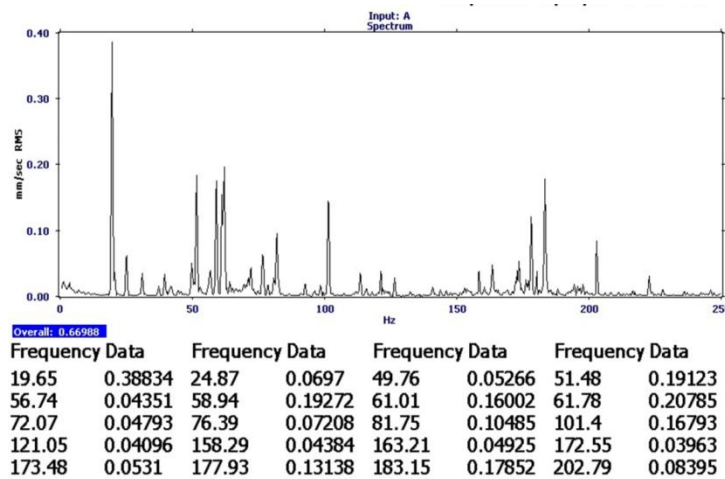 Input: A
Spectrum
mm/sec RMS
0.40
0.30
0.20
0.10
0.00
0 50 100 150 200 25
Hz
Overall: 0.66988
Frequency Data Frequency Data Frequency Data Frequency Data
19.65 0.38834 24.87 0.0697 49.76 0.05266 51.48 0.19123
56.74 0.04351 58.94 0.19272 61.01 0.16002 61.78 0.20785
72.07 0.04793 76.39 0.07208 81.75 0.10485 101.4 0.16793
121.05 0.04096 158.29 0.04384 163.21 0.04925 172.55 0.03963
173.48 0.0531 177.93 0.13138 183.15 0.17852 202.79 0.08395